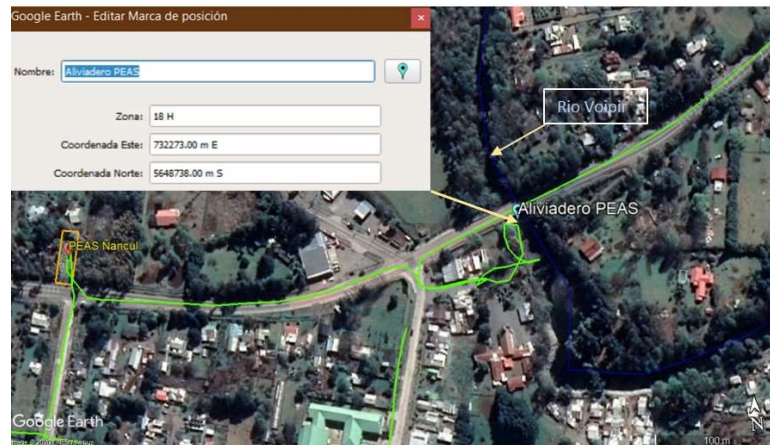 Google Earth - Editar Marca de posición
Nombre: Aliviadero PEAS
Zona: 18 H
Coordenada Este: 732273.00 m E
Coordenada Norte: 5648738.00 m S
Rio Voipir
Aliviadero PEAS
PEAS Ñancul
Google Earth
N
100 m